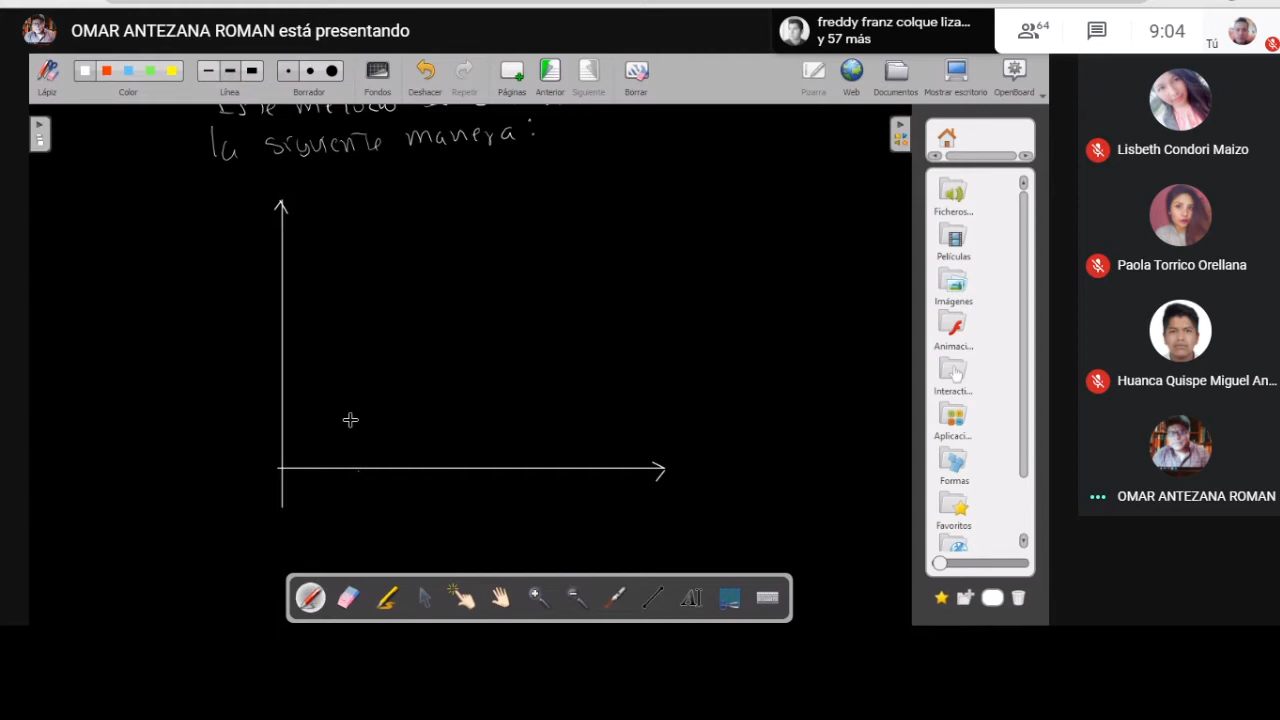 OMAR ANTEZANA ROMAN está presentando
freddy franz colque liza...
y 57 más
64
9:04
Tú
Lápiz
Color
Línea
Borrador
Fondos
Deshacer
Repetir
Páginas
Anterior
Siguiente
Borrar
Pizarra
Web
Documentos
Mostrar escritorio
OpenBoard
la siguiente manera:
Ficheros...
Películas
Imágenes
Animaci...
Interacti...
Aplicaci...
Formas
Favoritos
Lisbeth Condori Maizo
Paola Torrico Orellana
Huanca Quispe Miguel An...
OMAR ANTEZANA ROMAN
AI